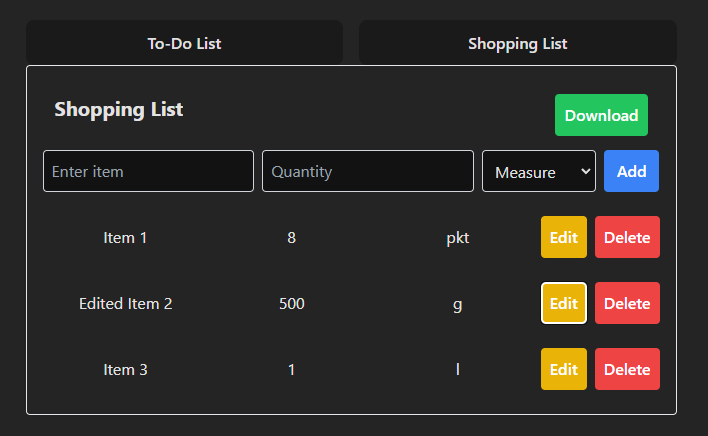 To-Do List Shopping List
Shopping List
Download
Enter item Quantity Measure Add
Item 1 8 pkt Edit Delete
Edited Item 2 500 g Edit Delete
Item 3 1 l Edit Delete